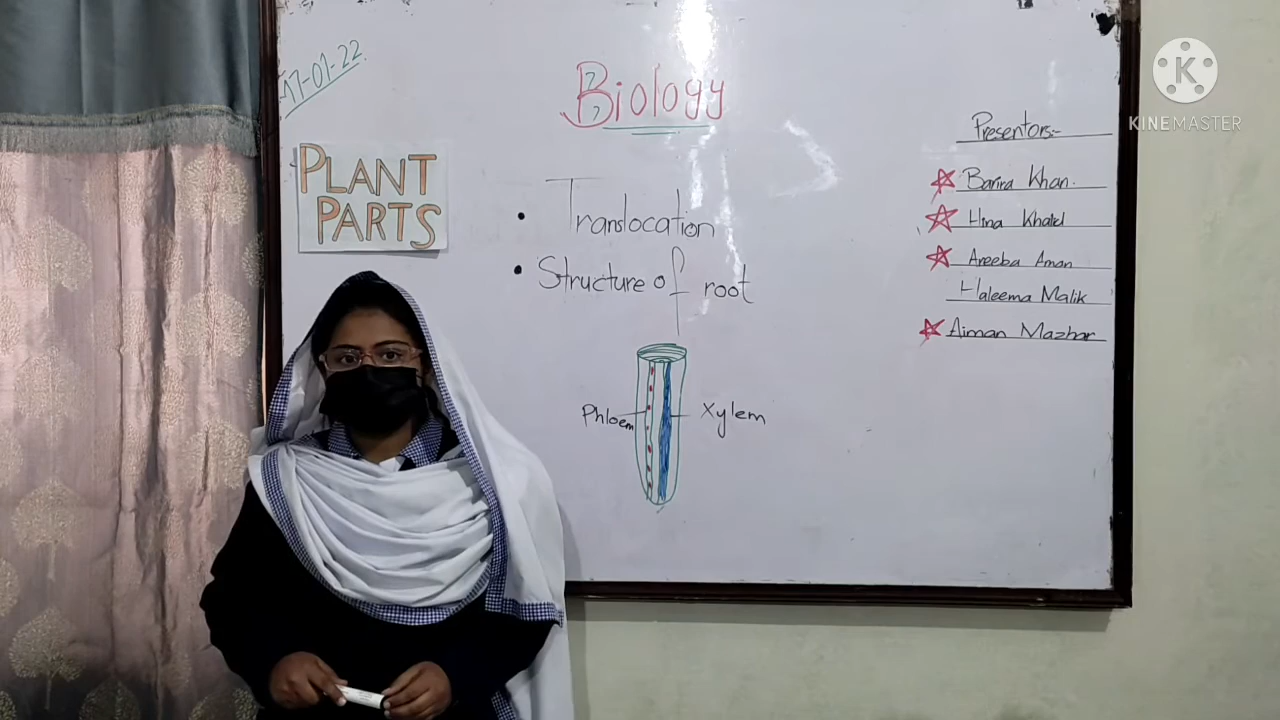 17-01-22
Biology
PLANT
PARTS
• Translocation
• Structure of root
Phloem
Xylem
Presentors:-
Barira Khan.
Hina Khalid
Areeba Aman
Haleema Malik
Aiman Mazhar
K
KINEMASTER